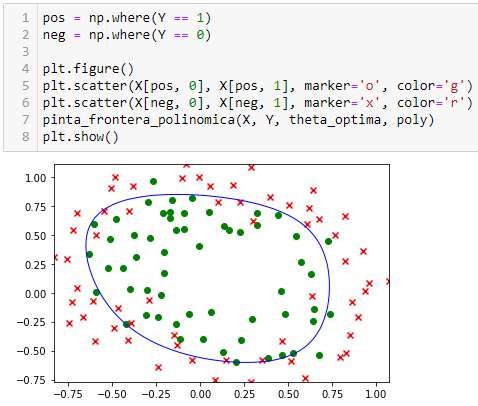 1 pos = np.where(Y == 1)
2 neg = np.where(Y == 0)
3
4 plt.figure()
5 plt.scatter(X[pos, 0], X[pos, 1], marker='o', color='g')
6 plt.scatter(X[neg, 0], X[neg, 1], marker='x', color='r')
7 pinta_frontera_polinomica(X, Y, theta_optima, poly)
8 plt.show()
1.00
0.75
0.50
0.25
0.00
−0.25
−0.50
−0.75
−0.75 −0.50 −0.25 0.00 0.25 0.50 0.75 1.00